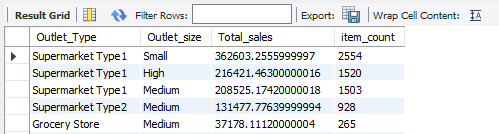 Result Grid Filter Rows: Export: Wrap Cell Content:
Outlet_Type Outlet_size Total_sales item_count
Supermarket Type1 Small 362603.2555999997 2554
Supermarket Type1 High 216421.46300000016 1520
Supermarket Type1 Medium 208525.17420000018 1503
Supermarket Type2 Medium 131477.77639999994 928
Grocery Store Medium 37178.11120000004 265